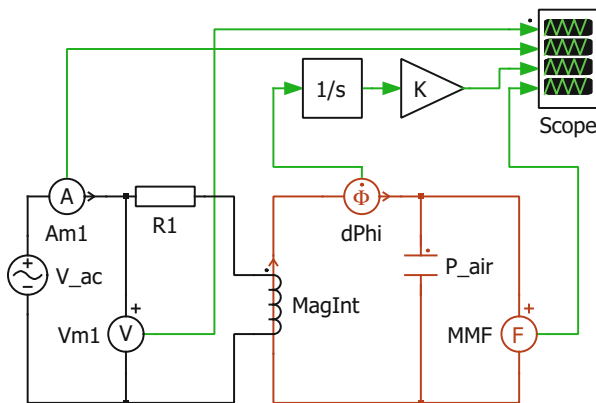 Scope
1/s
K
A
Am1
R1
Φ
dPhi
V_ac
P_air
MagInt
Vm1
V
MMF
F